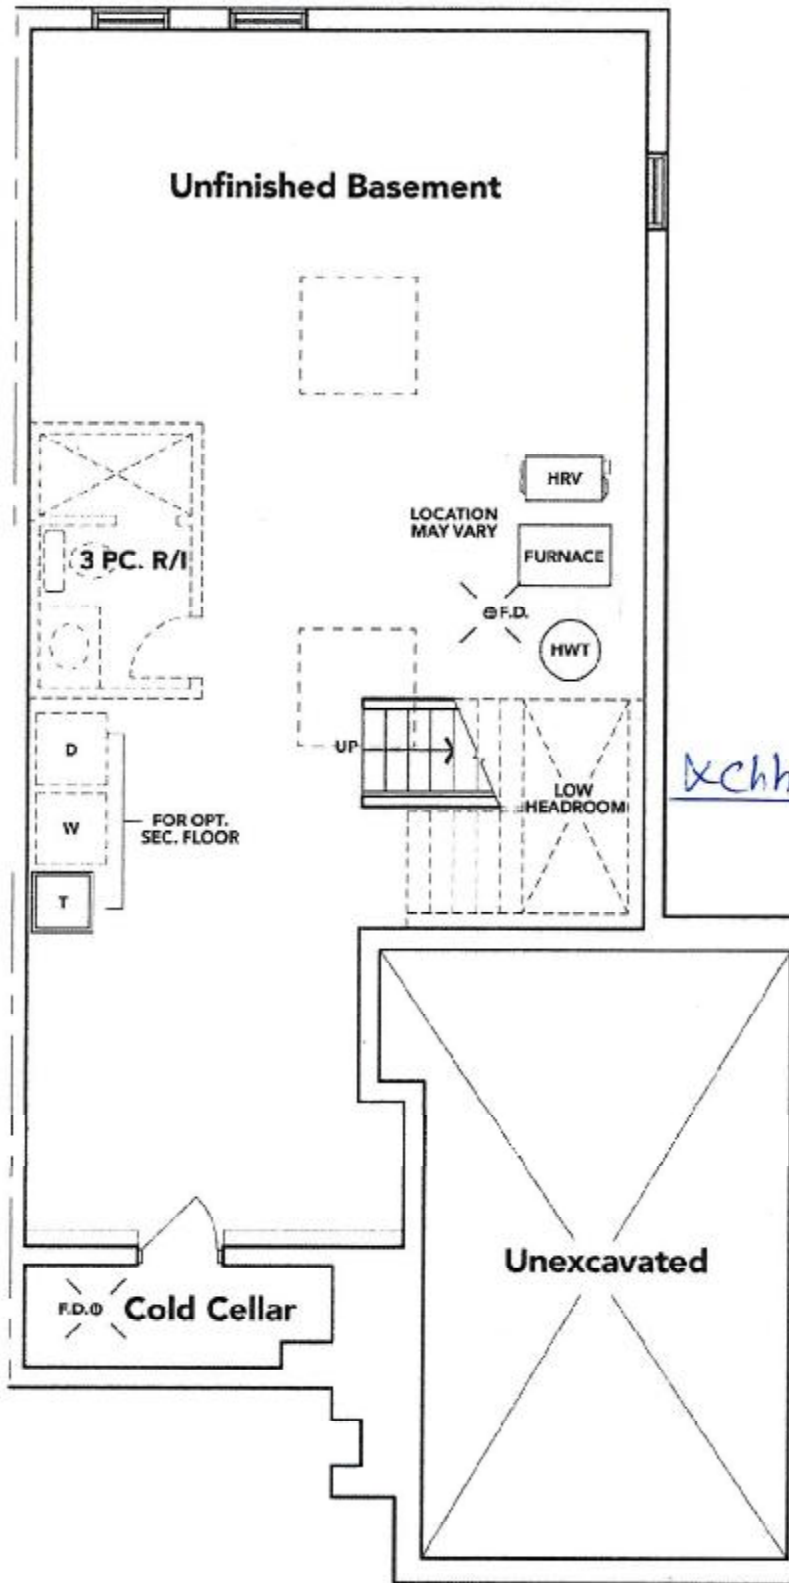 Unfinished Basement
HRV
LOCATION
MAY VARY
FURNACE
3 PC. R/I
F.D.
HWT
UP
D
LOW
HEADROOM
W
FOR OPT.
SEC. FLOOR
T
Unexcavated
F.D. Cold Cellar